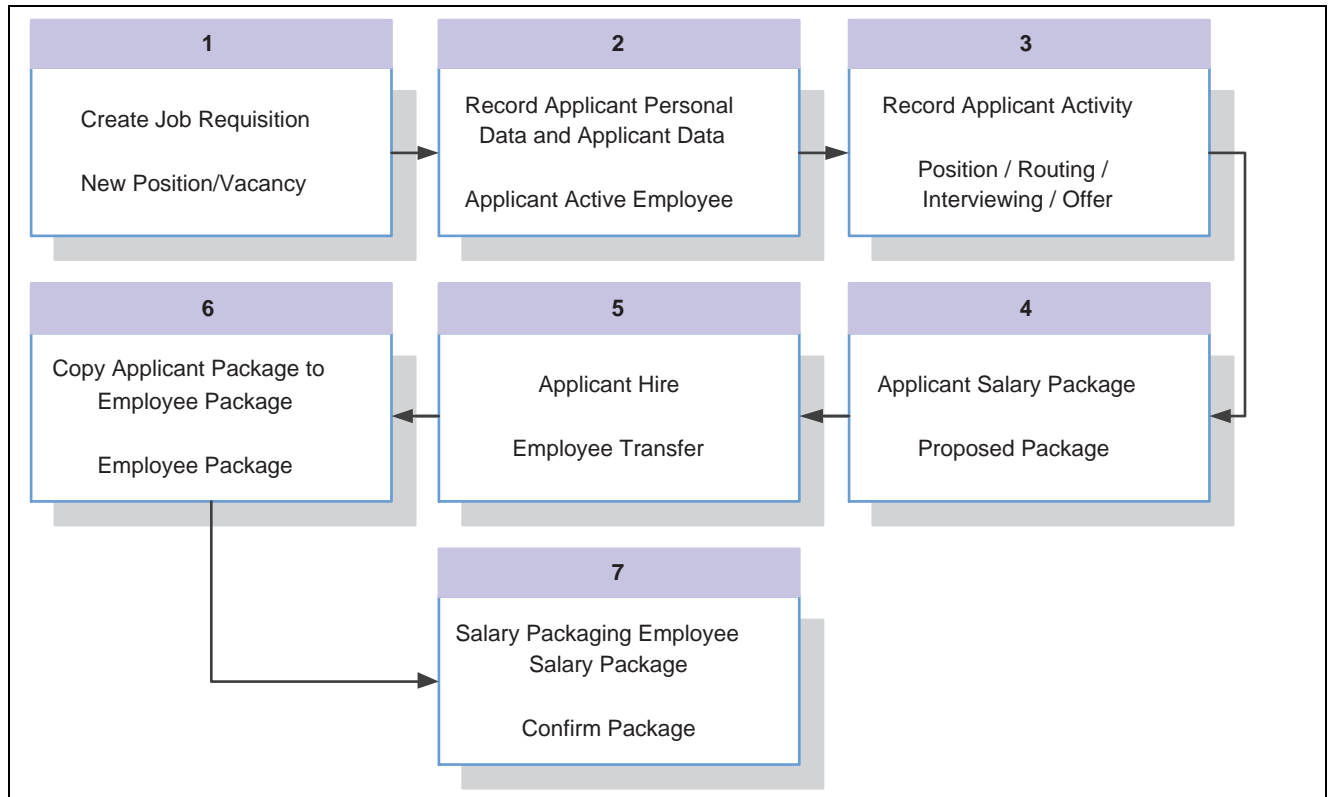 1
Create Job Requisition
New Position/Vacancy
2
Record Applicant Personal
Data and Applicant Data
Applicant Active Employee
3
Record Applicant Activity
Position / Routing /
Interviewing / Offer
4
Applicant Salary Package
Proposed Package
5
Applicant Hire
Employee Transfer
6
Copy Applicant Package to
Employee Package
Employee Package
7
Salary Packaging Employee
Salary Package
Confirm Package